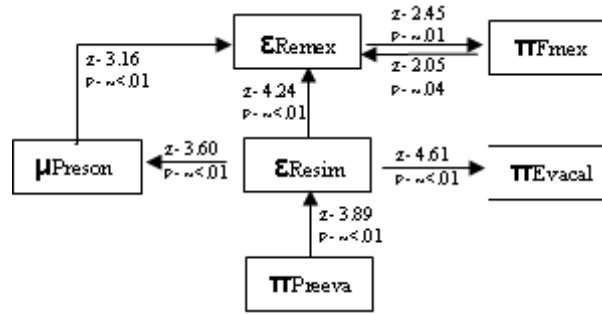 εRemex
z- 2.45
p- ~.01
z- 2.05
p- ~.04
πFmex
z- 3.16
p- ~<.01
z- 4.24
p- ~<.01
μPreson
z- 3.60
p- ~<.01
εResim
z- 4.61
p- ~<.01
πEvacal
z- 3.89
p- ~<.01
πPreeva